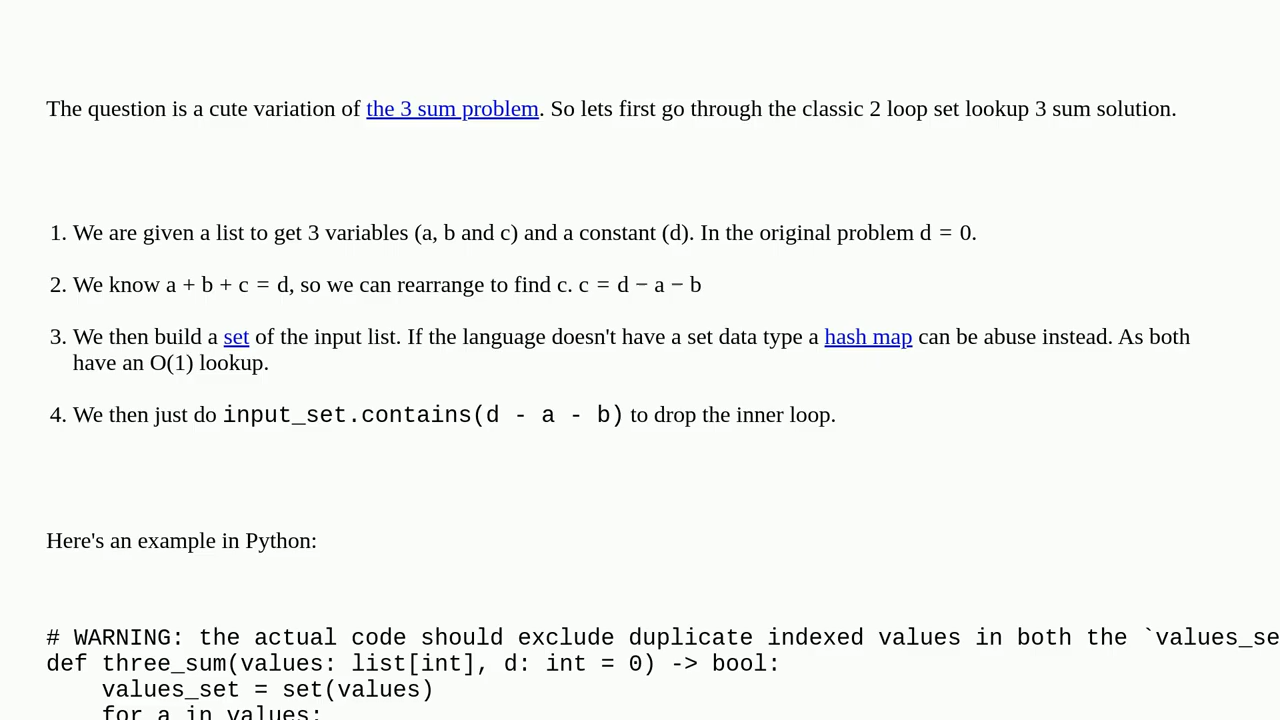 The question is a cute variation of the 3 sum problem. So lets first go through the classic 2 loop set lookup 3 sum solution.
1. We are given a list to get 3 variables (a, b and c) and a constant (d). In the original problem d = 0.
2. We know a + b + c = d, so we can rearrange to find c. c = d − a − b
3. We then build a set of the input list. If the language doesn't have a set data type a hash map can be abuse instead. As both
have an O(1) lookup.
4. We then just do input_set.contains(d - a - b) to drop the inner loop.
Here's an example in Python:
# WARNING: the actual code should exclude duplicate indexed values in both the `values_se
def three_sum(values: list[int], d: int = 0) -> bool:
    values_set = set(values)
    for a in values: